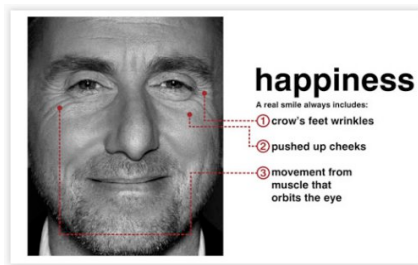 happiness
A real smile always includes:
1 crow's feet wrinkles
2 pushed up cheeks
3 movement from
muscle that
orbits the eye